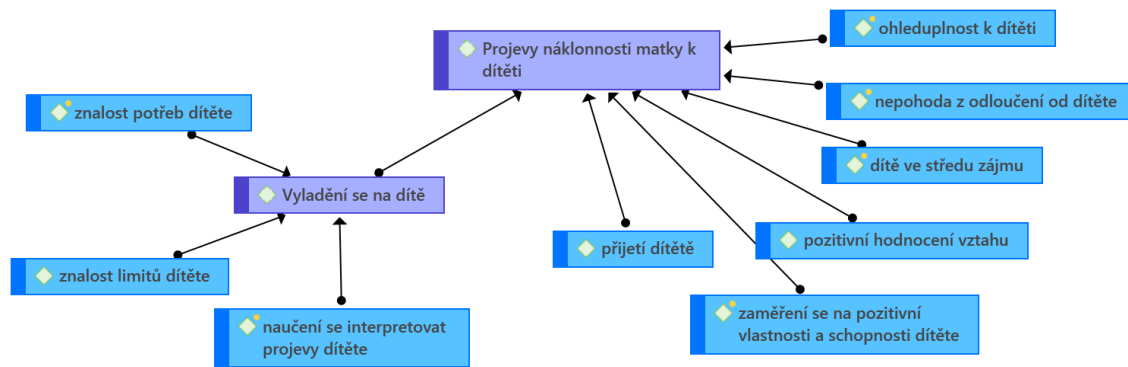 ohleduplnost k dítěti
Projevy náklonnosti matky k
dítěti
nepohoda z odloučení od dítěte
znalost potřeb dítěte
dítě ve středu zájmu
Vyladění se na dítě
pozitivní hodnocení vztahu
přijetí dítětě
znalost limitů dítěte
zaměření se na pozitivní
vlastnosti a schopnosti dítěte
naučení se interpretovat
projevy dítěte